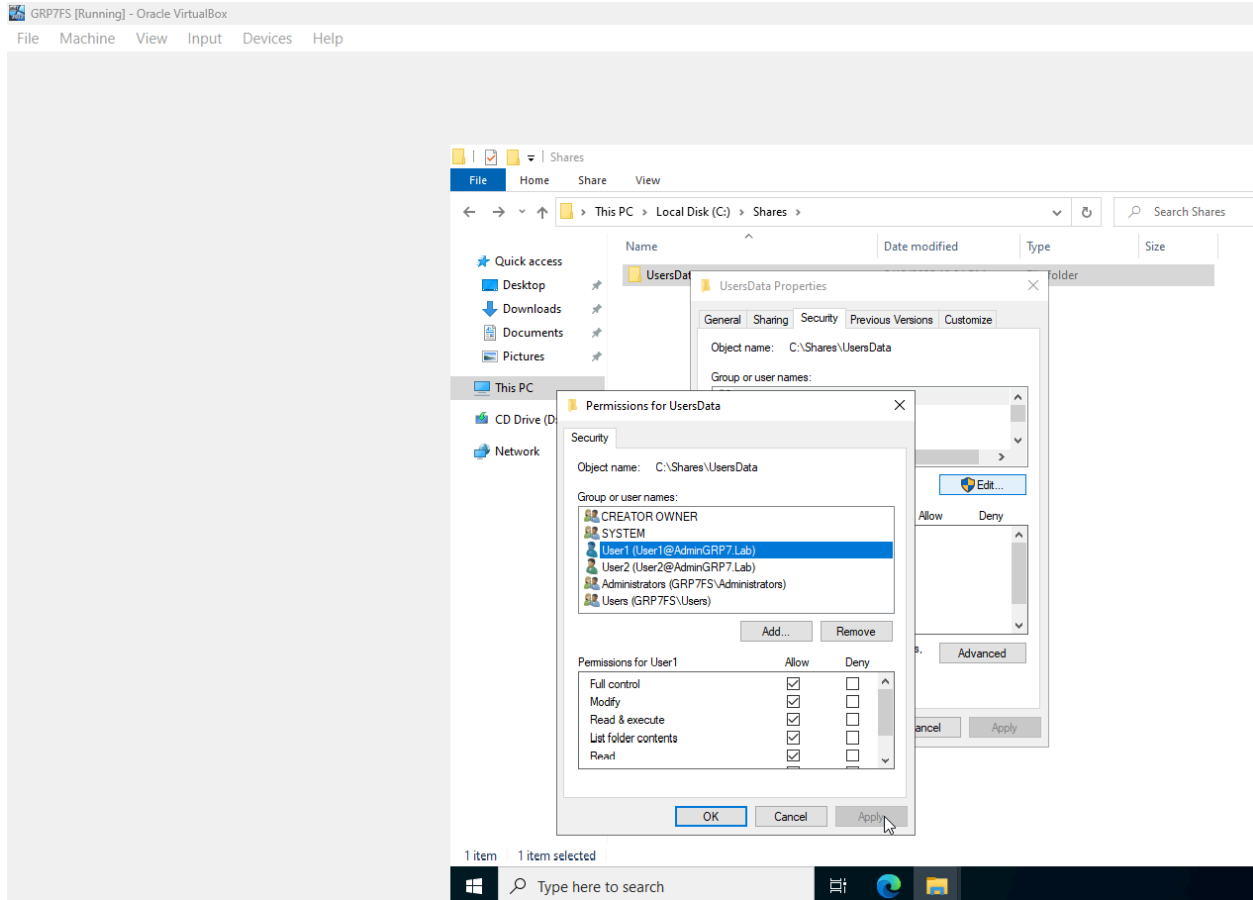 GRP7FS [Running] - Oracle VirtualBox
File Machine View Input Devices Help
Shares
File Home Share View
This PC > Local Disk (C:) > Shares >
Search Shares
Name Date modified Type Size
Quick access
Desktop
Downloads
Documents
Pictures
This PC
CD Drive (D:
Network
folder
UsersData Properties
General Sharing Security Previous Versions Customize
Object name: C:\Shares\UsersData
Group or user names:
Edit...
Allow Deny
Advanced
Apply
Permissions for UsersData
Security
Object name: C:\Shares\UsersData
Group or user names:
CREATOR OWNER
SYSTEM
User1 (User1@AdminGRP7.Lab)
User2 (User2@AdminGRP7.Lab)
Administrators (GRP7FS\Administrators)
Users (GRP7FS\Users)
Add... Remove
Permissions for User1 Allow Deny
Full control
Modify
Read & execute
List folder contents
Read
OK Cancel Apply
1 item 1 item selected
Type here to search